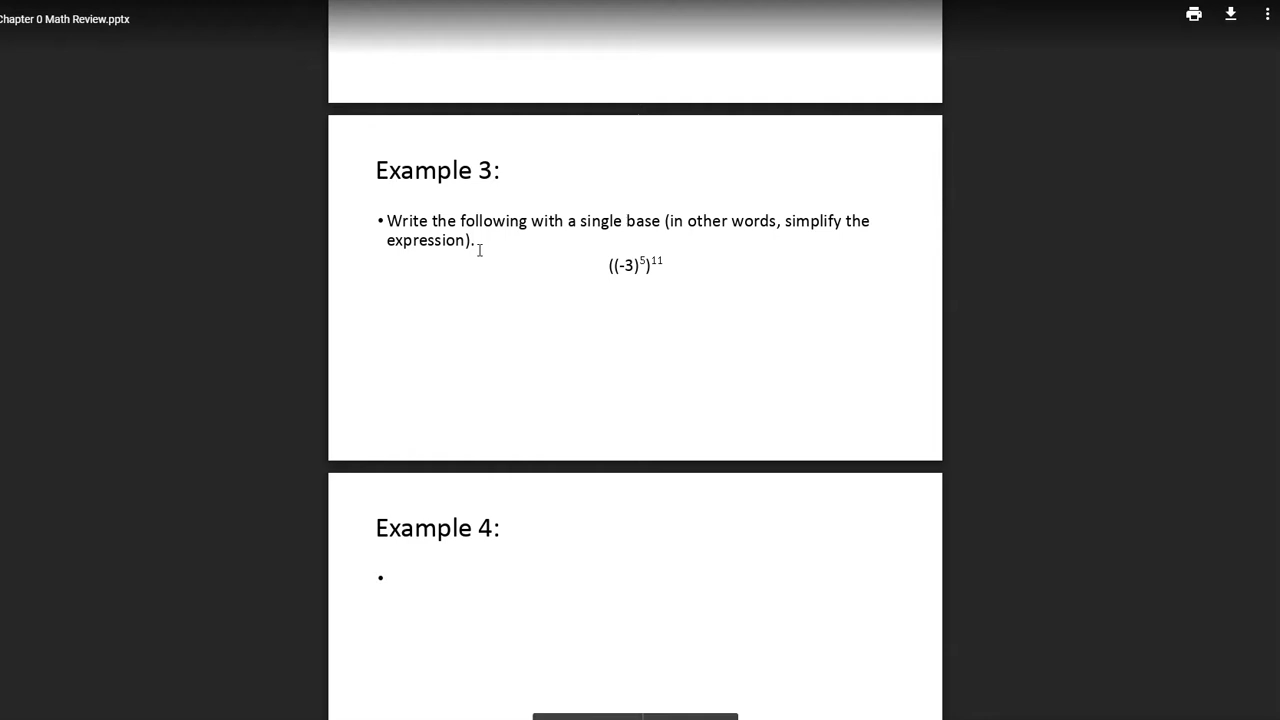 Chapter 0 Math Review.pptx
Example 3:
• Write the following with a single base (in other words, simplify the
expression).
((-3)⁵)¹¹
Example 4:
•